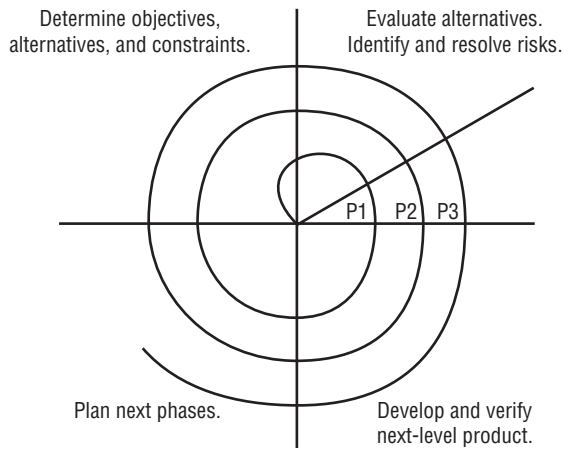 Determine objectives,
alternatives, and constraints.
Evaluate alternatives.
Identify and resolve risks.
P1 P2 P3
Plan next phases.
Develop and verify
next-level product.